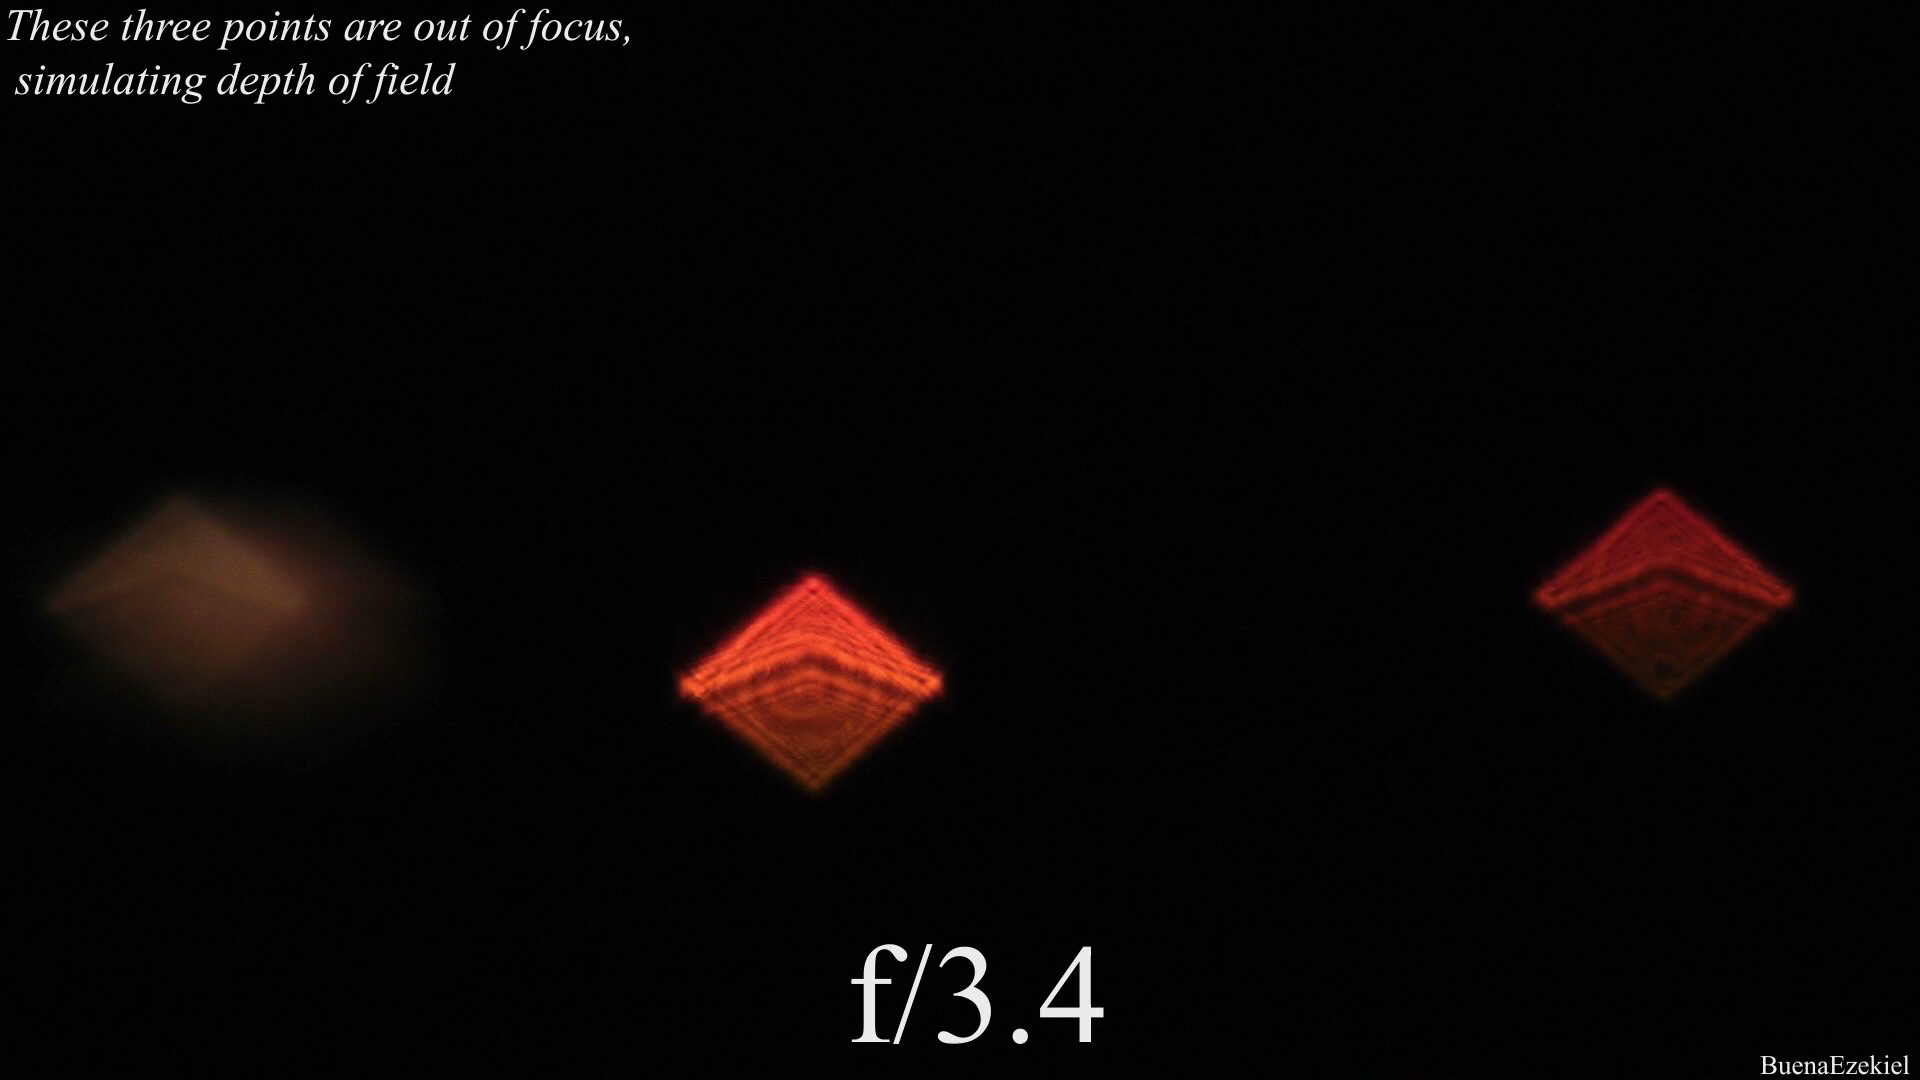 These three points are out of focus,
simulating depth of field
f/3.4
BuenaEzekiel